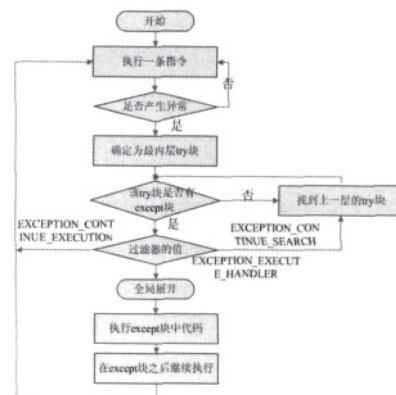 开始
执行一条指令
否
是否产生异常
是
确定为最内层try块
该try块是否有
except块
否
找到上一层的try块
是
EXCEPTION_CONT
INUE_EXECUTION
过滤器的值
EXCEPTION_CON
TINUE_SEARCH
EXCEPTION_EXECUT
E_HANDLER
全局展开
执行except块中代码
在except块之后继续执行